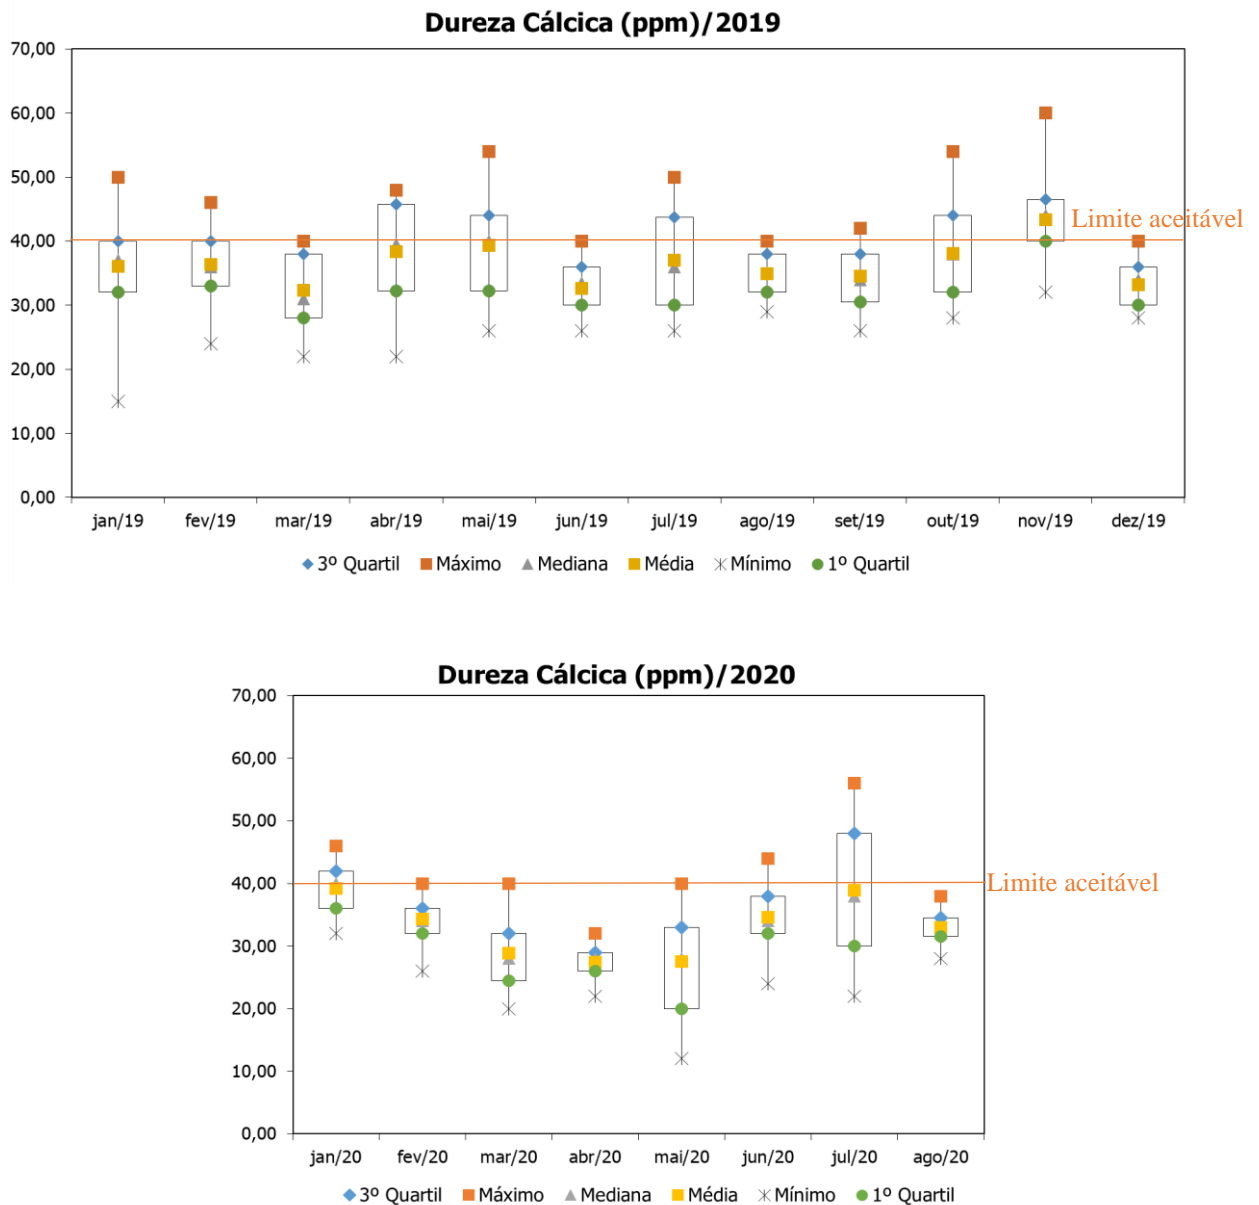 Dureza Cálcica (ppm)/2019
70,00
60,00
50,00
40,00
30,00
20,00
10,00
0,00
Limite aceitável
jan/19 fev/19 mar/19 abr/19 mai/19 jun/19 jul/19 ago/19 set/19 out/19 nov/19 dez/19
3º Quartil Máximo Mediana Média Mínimo 1º Quartil
Dureza Cálcica (ppm)/2020
70,00
60,00
50,00
40,00
30,00
20,00
10,00
0,00
Limite aceitável
jan/20 fev/20 mar/20 abr/20 mai/20 jun/20 jul/20 ago/20
3º Quartil Máximo Mediana Média Mínimo 1º Quartil